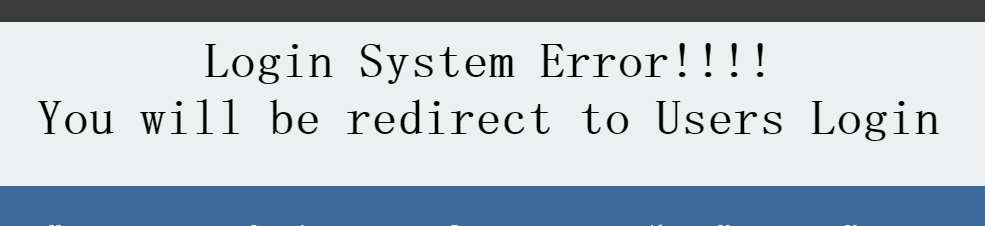 Login System Error!!!!
You will be redirect to Users Login